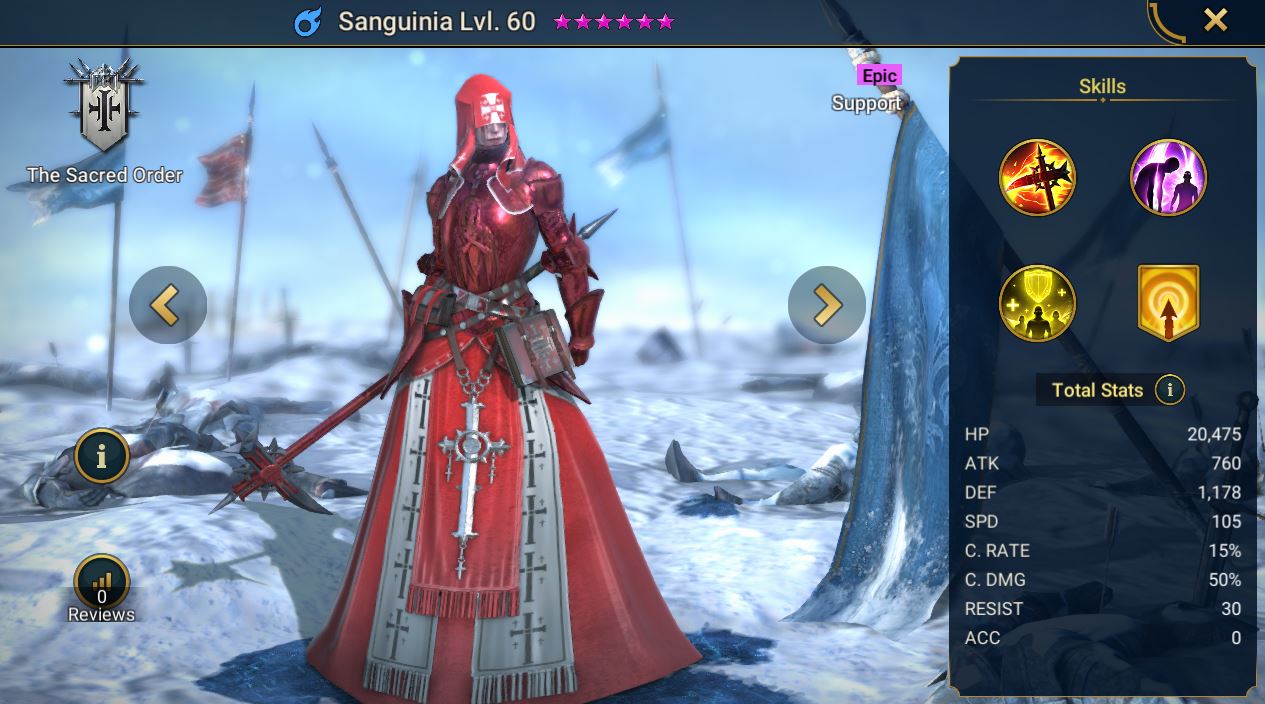 Sanguinia Lvl. 60
The Sacred Order
Epic
Support
0
Reviews
Skills
Total Stats
HP 20,475
ATK 760
DEF 1,178
SPD 105
C. RATE 15%
C. DMG 50%
RESIST 30
ACC 0